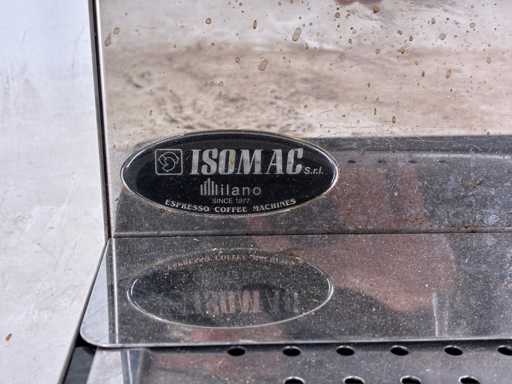 ISOMAC S.r.l.
Milano
SINCE 1977
ESPRESSO COFFEE MACHINES